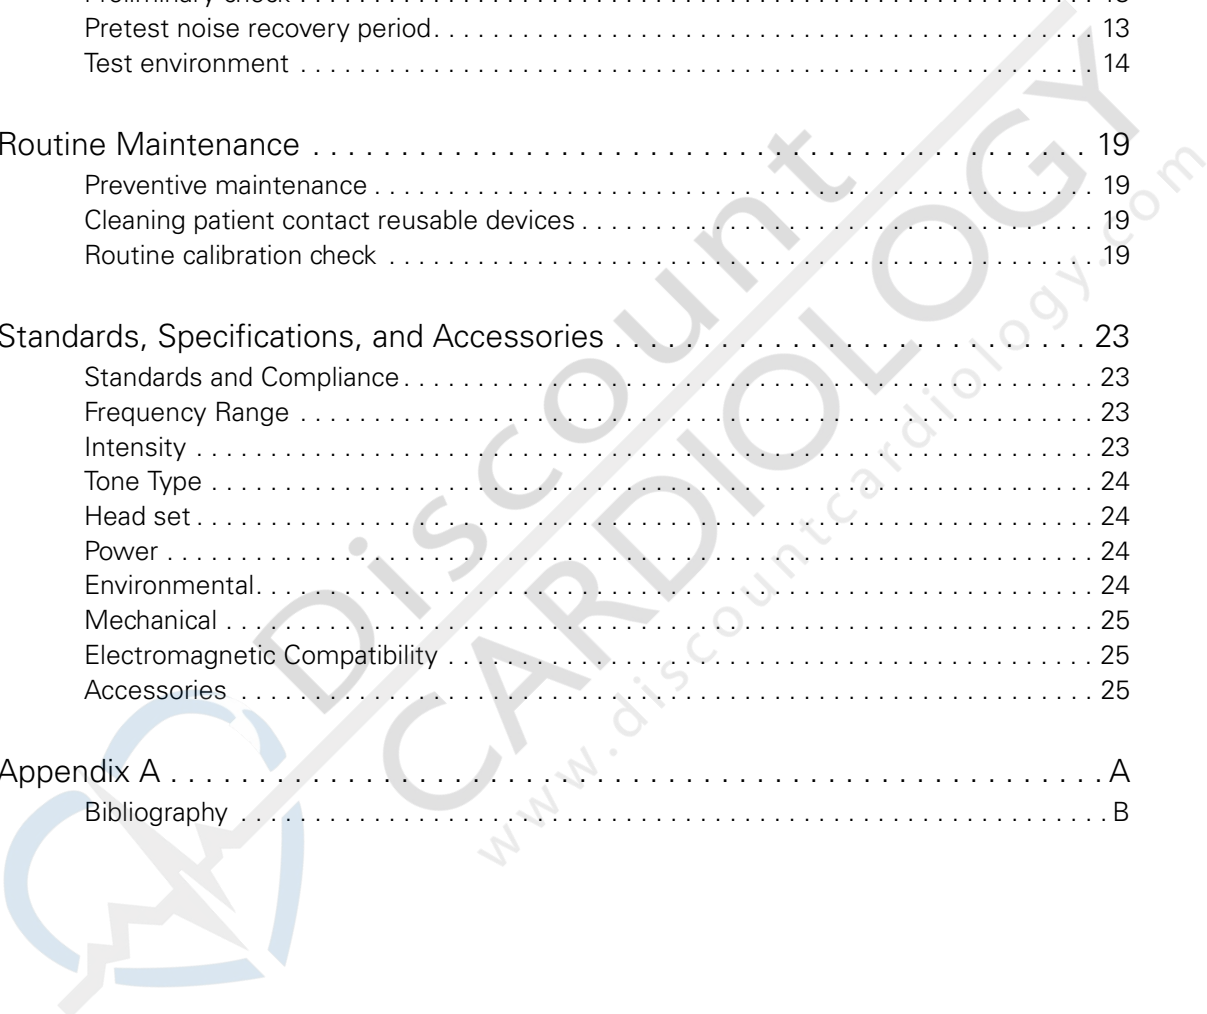 Preliminary check . . . . . . . . . . . . . . . . . . . . . . . . . . . . . . . . . . . . . . . . . . . . . . . . . . . . . . 13
Pretest noise recovery period. . . . . . . . . . . . . . . . . . . . . . . . . . . . . . . . . . . . . . . . . . . . . 13
Test environment . . . . . . . . . . . . . . . . . . . . . . . . . . . . . . . . . . . . . . . . . . . . . . . . . . . . . . 14
Routine Maintenance . . . . . . . . . . . . . . . . . . . . . . . . . . . . . . . . . . . . . . . . . . . . 19
Preventive maintenance . . . . . . . . . . . . . . . . . . . . . . . . . . . . . . . . . . . . . . . . . . . . . . . . . 19
Cleaning patient contact reusable devices . . . . . . . . . . . . . . . . . . . . . . . . . . . . . . . . . . . 19
Routine calibration check . . . . . . . . . . . . . . . . . . . . . . . . . . . . . . . . . . . . . . . . . . . . . . . . 19
Standards, Specifications, and Accessories . . . . . . . . . . . . . . . . . . . . . . . . . . . 23
Standards and Compliance . . . . . . . . . . . . . . . . . . . . . . . . . . . . . . . . . . . . . . . . . . . . . . . 23
Frequency Range . . . . . . . . . . . . . . . . . . . . . . . . . . . . . . . . . . . . . . . . . . . . . . . . . . . . . . 23
Intensity . . . . . . . . . . . . . . . . . . . . . . . . . . . . . . . . . . . . . . . . . . . . . . . . . . . . . . . . . . . . . 23
Tone Type . . . . . . . . . . . . . . . . . . . . . . . . . . . . . . . . . . . . . . . . . . . . . . . . . . . . . . . . . . . . 24
Head set . . . . . . . . . . . . . . . . . . . . . . . . . . . . . . . . . . . . . . . . . . . . . . . . . . . . . . . . . . . . . 24
Power . . . . . . . . . . . . . . . . . . . . . . . . . . . . . . . . . . . . . . . . . . . . . . . . . . . . . . . . . . . . . . . 24
Environmental. . . . . . . . . . . . . . . . . . . . . . . . . . . . . . . . . . . . . . . . . . . . . . . . . . . . . . . . . 24
Mechanical . . . . . . . . . . . . . . . . . . . . . . . . . . . . . . . . . . . . . . . . . . . . . . . . . . . . . . . . . . . 25
Electromagnetic Compatibility . . . . . . . . . . . . . . . . . . . . . . . . . . . . . . . . . . . . . . . . . . . . 25
Accessories . . . . . . . . . . . . . . . . . . . . . . . . . . . . . . . . . . . . . . . . . . . . . . . . . . . . . . . . . . 25
Appendix A . . . . . . . . . . . . . . . . . . . . . . . . . . . . . . . . . . . . . . . . . . . . . . . . . . . . . A
Bibliography . . . . . . . . . . . . . . . . . . . . . . . . . . . . . . . . . . . . . . . . . . . . . . . . . . . . . . . . . . . B
Discount
CARDIOLOGY
www.discountcardiology.com